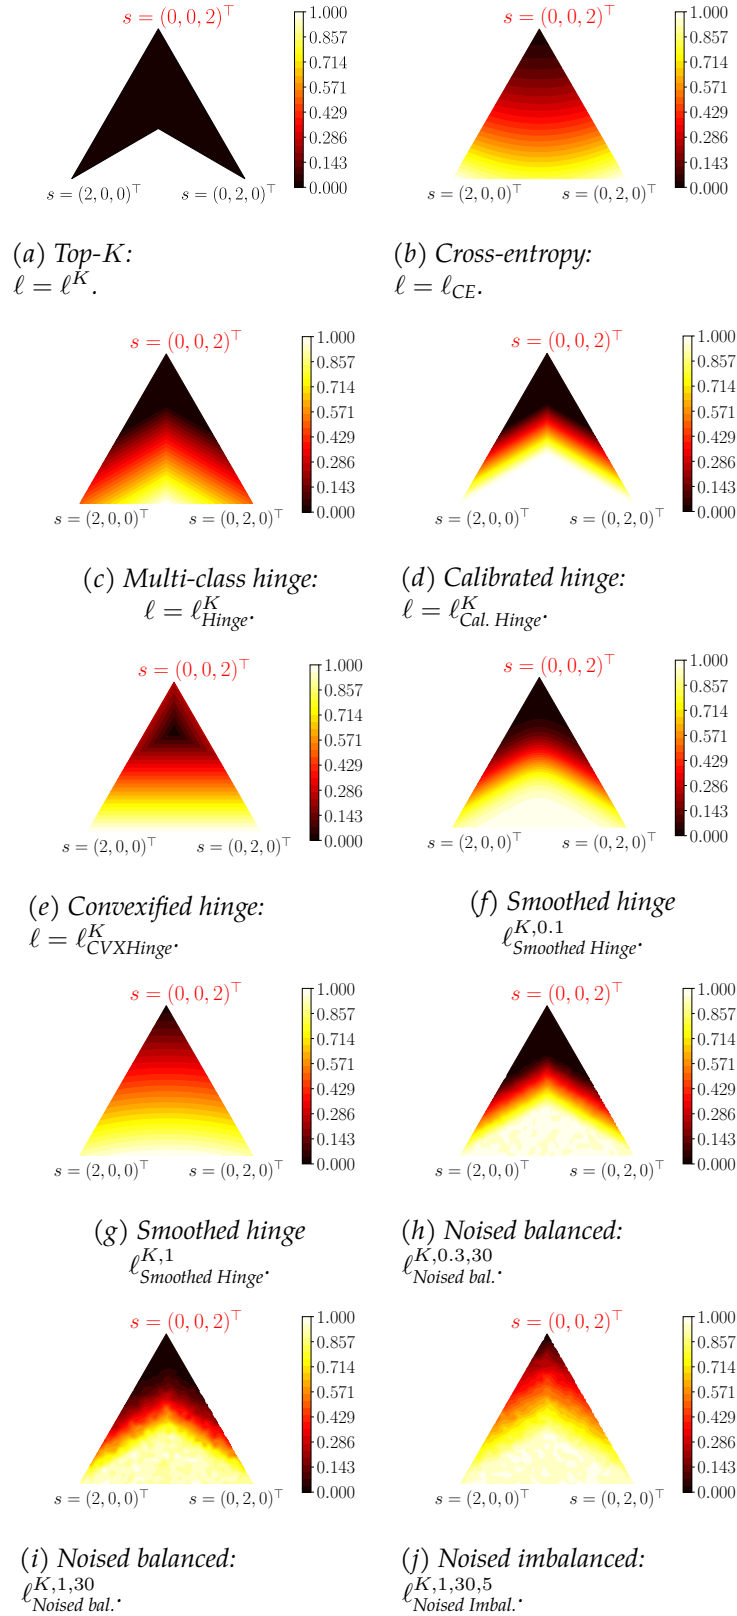 s = (0, 0, 2)^⊤
1.000
0.857
0.714
0.571
0.429
0.286
0.143
0.000
s = (2, 0, 0)^⊤ s = (0, 2, 0)^⊤
(a) Top-K:
ℓ = ℓ^K.
s = (0, 0, 2)^⊤
1.000
0.857
0.714
0.571
0.429
0.286
0.143
0.000
s = (2, 0, 0)^⊤ s = (0, 2, 0)^⊤
(b) Cross-entropy:
ℓ = ℓ_CE.
s = (0, 0, 2)^⊤
1.000
0.857
0.714
0.571
0.429
0.286
0.143
0.000
s = (2, 0, 0)^⊤ s = (0, 2, 0)^⊤
(c) Multi-class hinge:
ℓ = ℓ^K_Hinge.
s = (0, 0, 2)^⊤
1.000
0.857
0.714
0.571
0.429
0.286
0.143
0.000
s = (2, 0, 0)^⊤ s = (0, 2, 0)^⊤
(d) Calibrated hinge:
ℓ = ℓ^K_Cal. Hinge.
s = (0, 0, 2)^⊤
1.000
0.857
0.714
0.571
0.429
0.286
0.143
0.000
s = (2, 0, 0)^⊤ s = (0, 2, 0)^⊤
(e) Convexified hinge:
ℓ = ℓ^K_CVXHinge.
s = (0, 0, 2)^⊤
1.000
0.857
0.714
0.571
0.429
0.286
0.143
0.000
s = (2, 0, 0)^⊤ s = (0, 2, 0)^⊤
(f) Smoothed hinge
ℓ^K,0.1_Smoothed Hinge.
s = (0, 0, 2)^⊤
1.000
0.857
0.714
0.571
0.429
0.286
0.143
0.000
s = (2, 0, 0)^⊤ s = (0, 2, 0)^⊤
(g) Smoothed hinge
ℓ^K,1_Smoothed Hinge.
s = (0, 0, 2)^⊤
1.000
0.857
0.714
0.571
0.429
0.286
0.143
0.000
s = (2, 0, 0)^⊤ s = (0, 2, 0)^⊤
(h) Noised balanced:
ℓ^K,0.3,30_Noised bal..
s = (0, 0, 2)^⊤
1.000
0.857
0.714
0.571
0.429
0.286
0.143
0.000
s = (2, 0, 0)^⊤ s = (0, 2, 0)^⊤
(i) Noised balanced:
ℓ^K,1,30_Noised bal..
s = (0, 0, 2)^⊤
1.000
0.857
0.714
0.571
0.429
0.286
0.143
0.000
s = (2, 0, 0)^⊤ s = (0, 2, 0)^⊤
(j) Noised imbalanced:
ℓ^K,1,30,5_Noised Imbal..